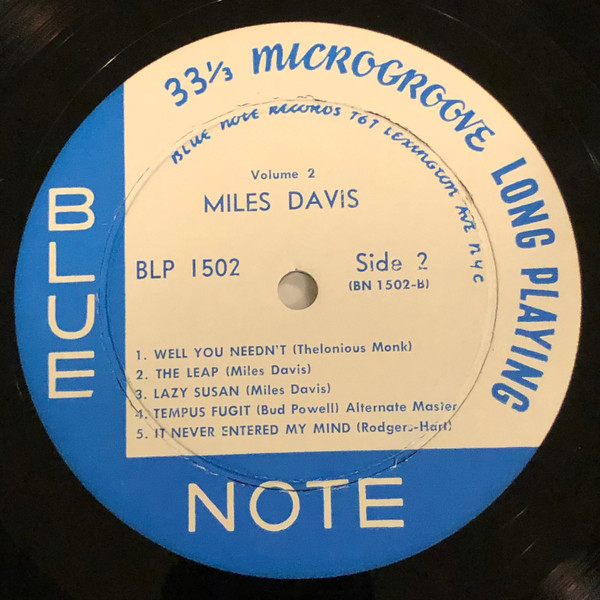 33⅓ MICROGROOVE LONG PLAYING
BLUE NOTE RECORDS 767 LEXINGTON AVE NYC
Volume 2
MILES DAVIS
BLP 1502
Side 2
(BN 1502-B)
1. WELL YOU NEEDN'T (Thelonious Monk)
2. THE LEAP (Miles Davis)
3. LAZY SUSAN (Miles Davis)
4. TEMPUS FUGIT (Bud Powell) Alternate Master
5. IT NEVER ENTERED MY MIND (Rodgers-Hart)
BLUE
NOTE